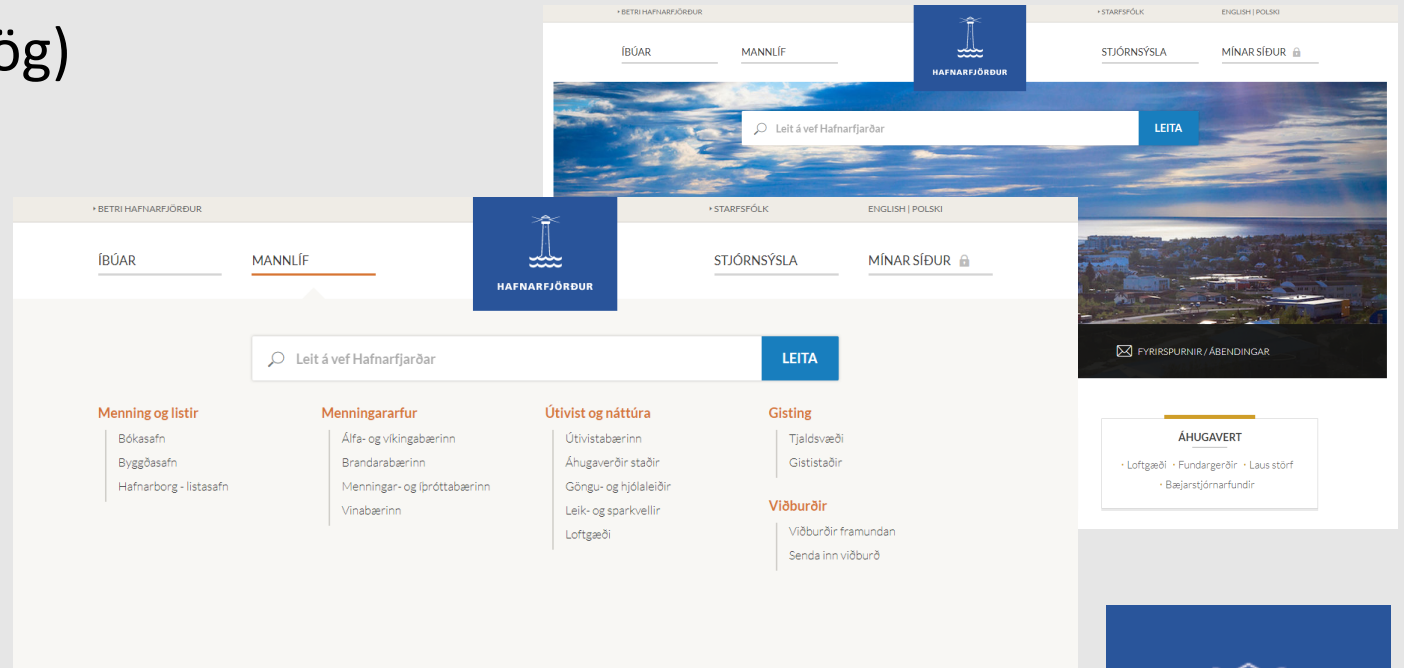 ög)
BETRI HAFNARFJÖRÐUR
STARFSFÓLK
ENGLISH | POLSKI
ÍBÚAR
MANNLÍF
HAFNARFJÖRÐUR
STJÓRNSÝSLA
MÍNAR SÍÐUR
Leit á vef Hafnarfjarðar
LEITA
FYRIRSPURNIR / ÁBENDINGAR
ÁHUGAVERT
• Loftgæði • Fundargerðir • Laus störf
• Bæjarstjórnarfundir
BETRI HAFNARFJÖRÐUR
STARFSFÓLK
ENGLISH | POLSKI
ÍBÚAR
MANNLÍF
HAFNARFJÖRÐUR
STJÓRNSÝSLA
MÍNAR SÍÐUR
Leit á vef Hafnarfjarðar
LEITA
Menning og listir
Bókasafn
Byggðasafn
Hafnarborg - listasafn
Menningararfur
Álfa- og víkingabærinn
Brandarabærinn
Menningar- og íþróttabærinn
Vinabærinn
Útivist og náttúra
Útivistabærinn
Áhugaverðir staðir
Göngu- og hjólaleiðir
Leik- og sparkvellir
Loftgæði
Gisting
Tjaldsvæði
Gististaðir
Viðburðir
Viðburðir framundan
Senda inn viðburð